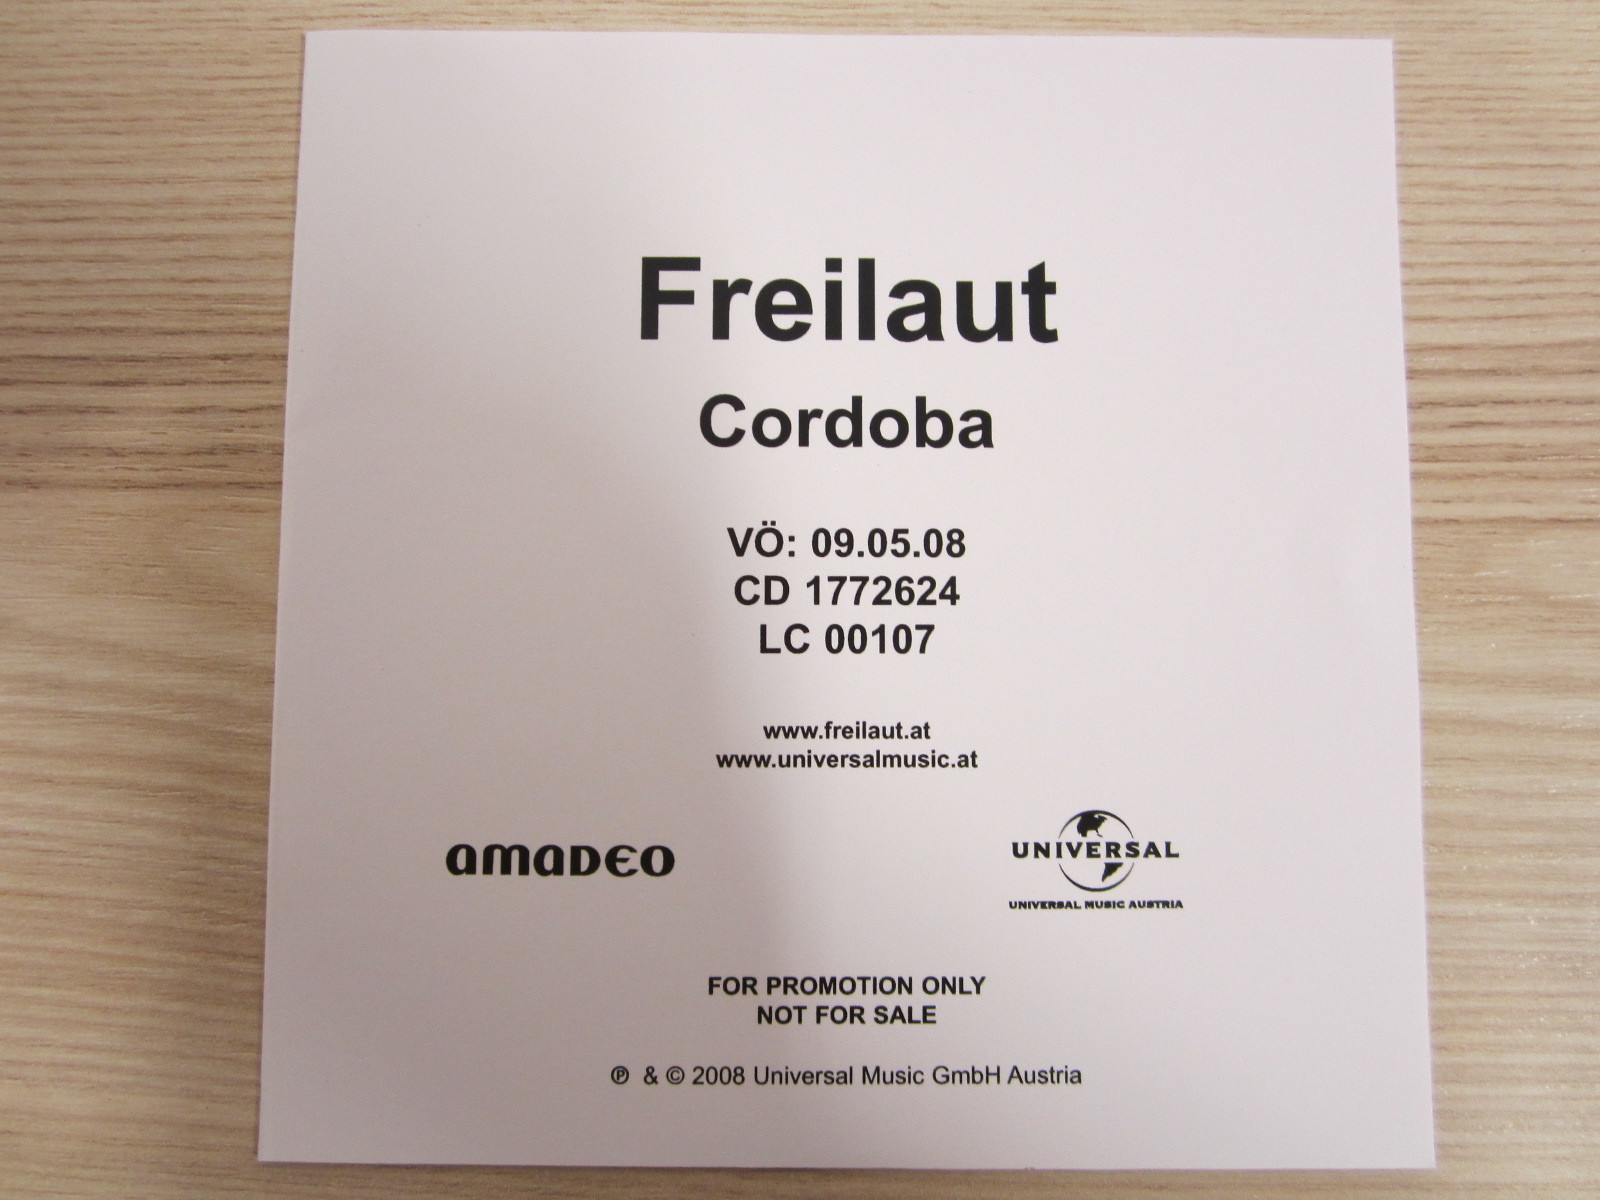 Freilaut
Cordoba
VÖ: 09.05.08
CD 1772624
LC 00107
www.freilaut.at
www.universalmusic.at
amadeo
UNIVERSAL
UNIVERSAL MUSIC AUSTRIA
FOR PROMOTION ONLY
NOT FOR SALE
℗ & © 2008 Universal Music GmbH Austria